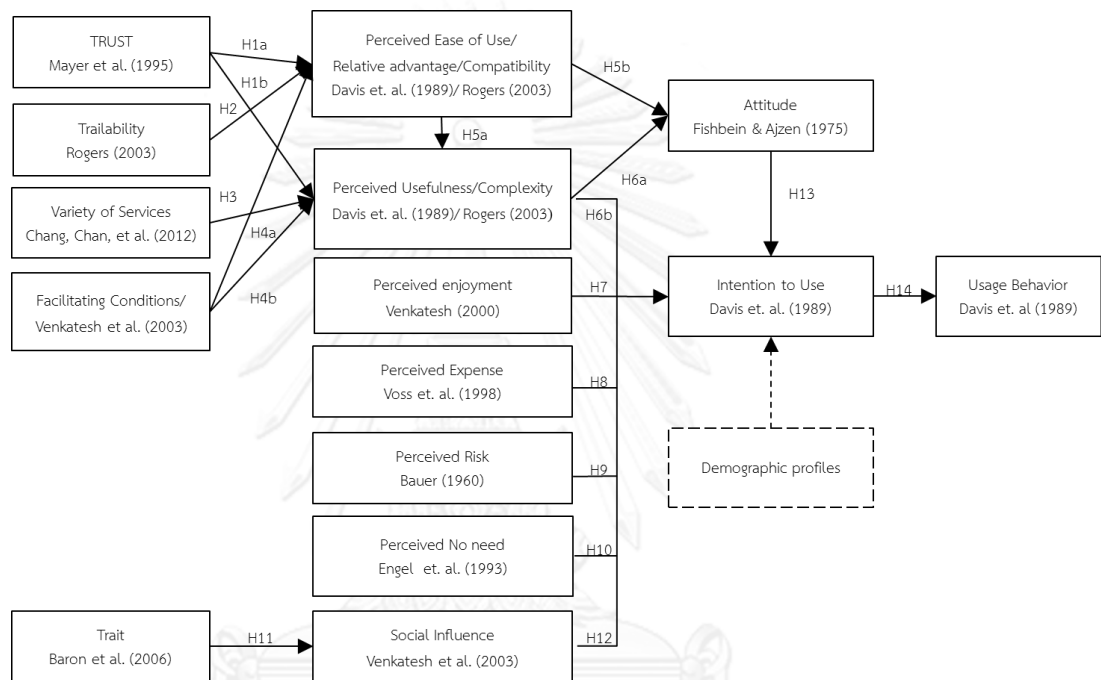 TRUST
Mayer et al. (1995)
H1a
H1b
Perceived Ease of Use/
Relative advantage/Compatibility
Davis et. al. (1989)/ Rogers (2003)
H5b
Trailability
Rogers (2003)
H2
H5a
Attitude
Fishbein & Ajzen (1975)
Variety of Services
Chang, Chan, et al. (2012)
H3
H4a
Perceived Usefulness/Complexity
Davis et. al. (1989)/ Rogers (2003)
H6a
H6b
H13
Facilitating Conditions/
Venkatesh et al. (2003)
H4b
Perceived enjoyment
Venkatesh (2000)
H7
Intention to Use
Davis et. al. (1989)
H14
Usage Behavior
Davis et. al (1989)
Perceived Expense
Voss et. al. (1998)
H8
Perceived Risk
Bauer (1960)
H9
Demographic profiles
Perceived No need
Engel et. al. (1993)
H10
Trait
Baron et al. (2006)
H11
Social Influence
Venkatesh et al. (2003)
H12